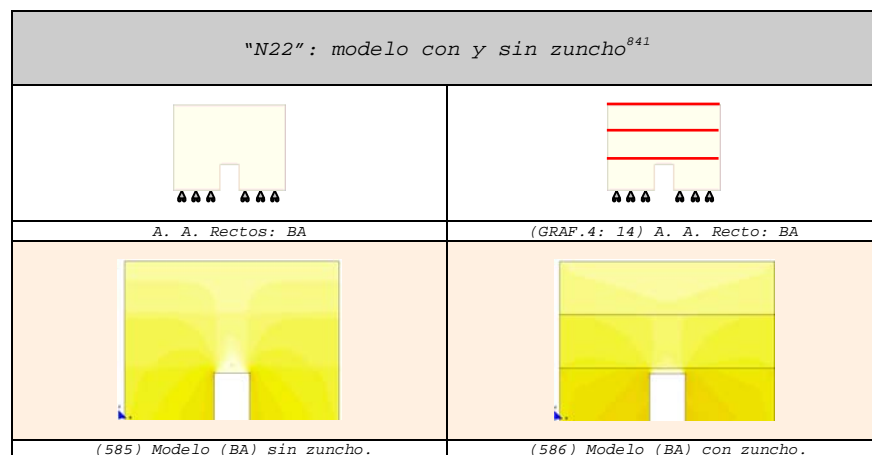 "N22": modelo con y sin zuncho841
A. A. Rectos: BA
(GRAF.4: 14) A. A. Recto: BA
(585) Modelo (BA) sin zuncho.
(586) Modelo (BA) con zuncho.